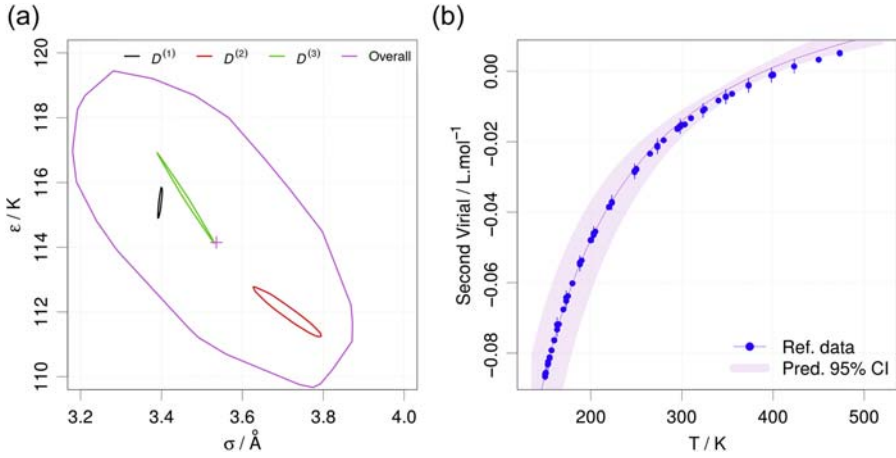 (a)
D(1) D(2) D(3) Overall
ε / K
120
118
116
114
112
110
3.2 3.4 3.6 3.8 4.0
σ / Å
(b)
Second Virial / L.mol⁻¹
0.00
−0.02
−0.04
−0.06
−0.08
Ref. data
Pred. 95% CI
200 300 400 500
T / K